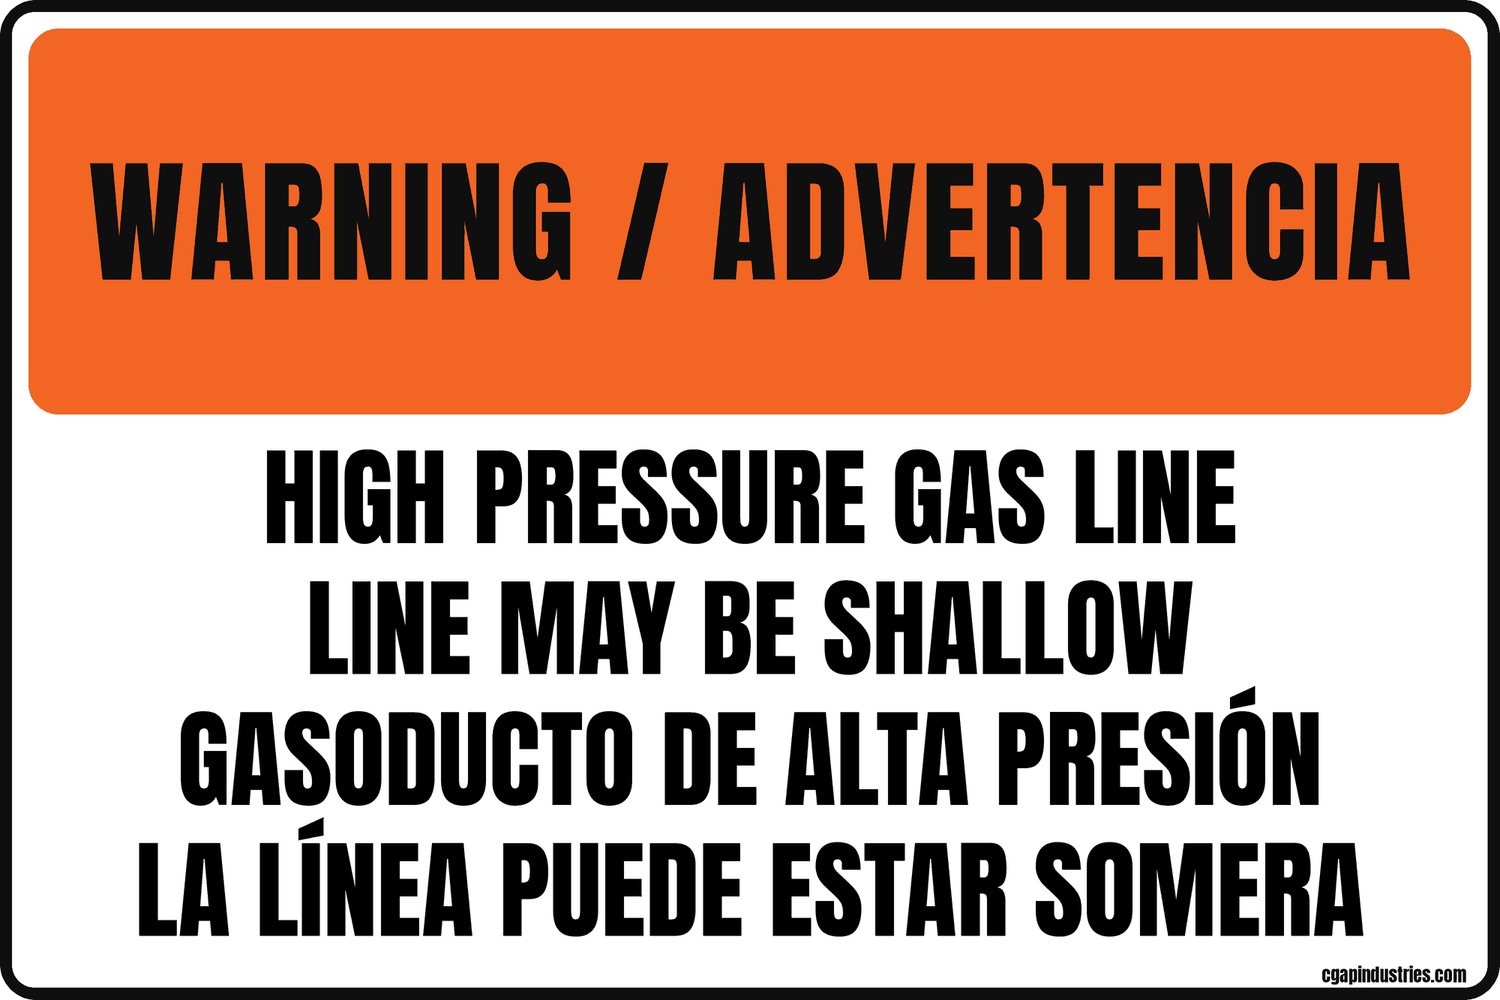 WARNING / ADVERTENCIA
HIGH PRESSURE GAS LINE
LINE MAY BE SHALLOW
GASODUCTO DE ALTA PRESIÓN
LA LÍNEA PUEDE ESTAR SOMERA
cgapindustries.com